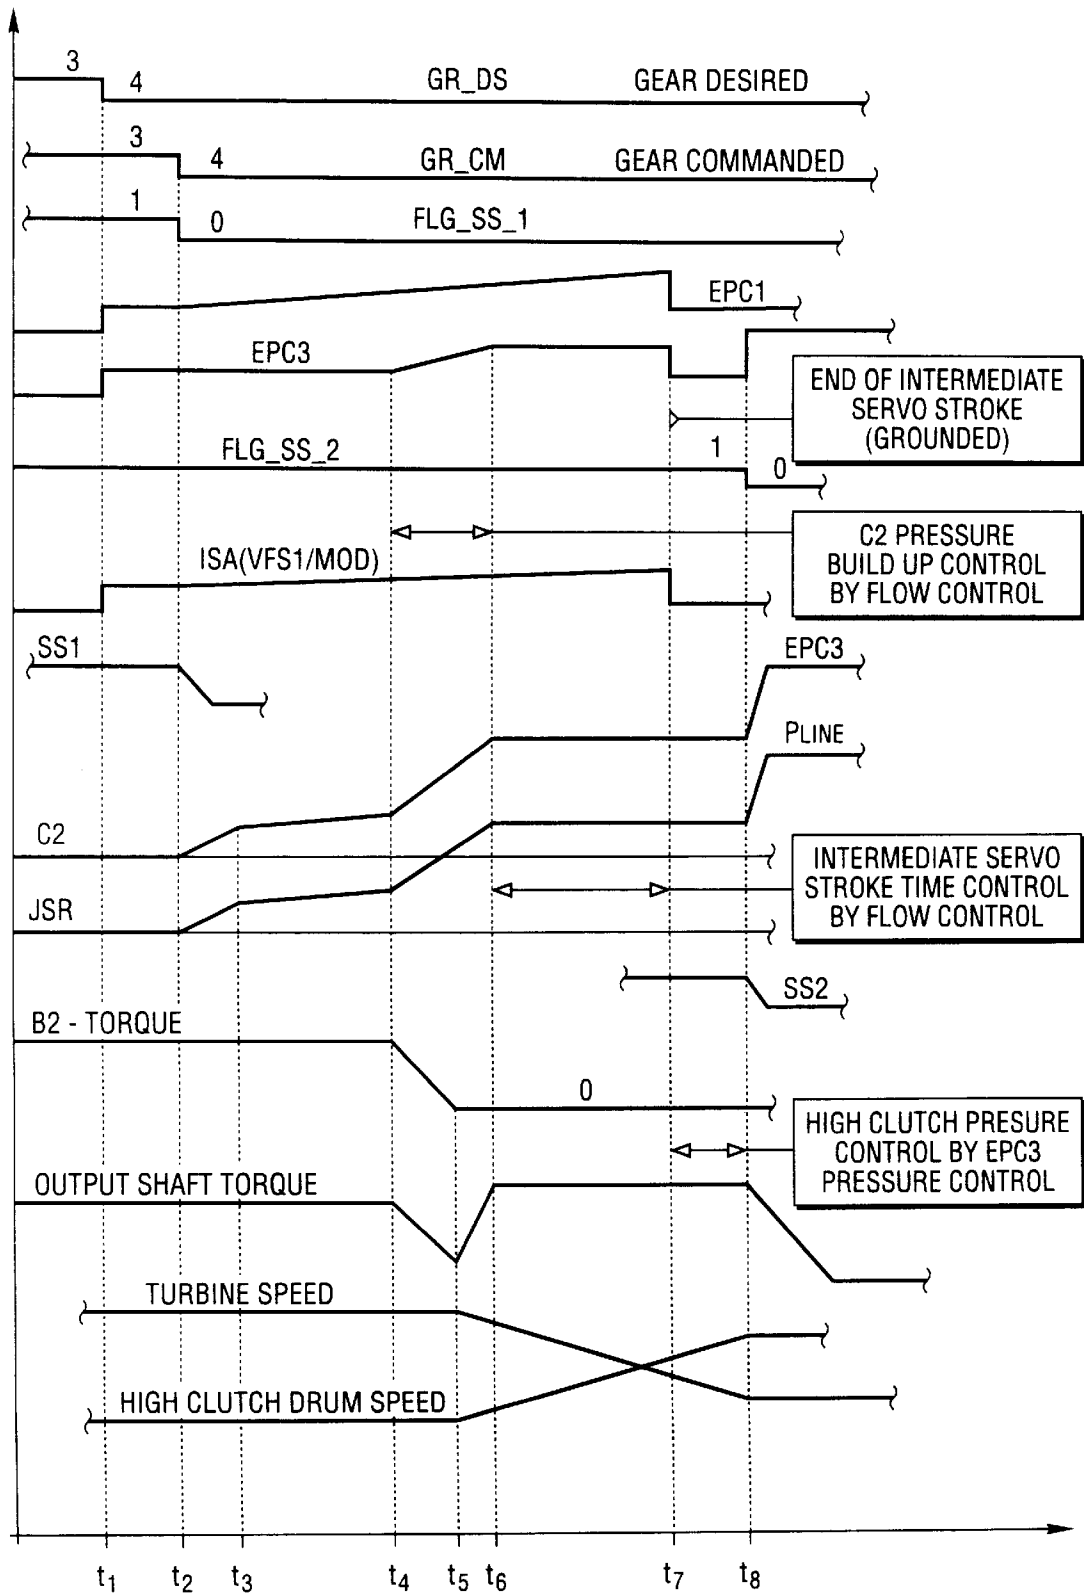 3
4 GR_DS GEAR DESIRED
3
4 GR_CM GEAR COMMANDED
1
0 FLG_SS_1
EPC1
EPC3
END OF INTERMEDIATE
SERVO STROKE
(GROUNDED)
FLG_SS_2 1 0
C2 PRESSURE
BUILD UP CONTROL
BY FLOW CONTROL
ISA(VFS1/MOD)
SS1
EPC3
PLINE
C2
INTERMEDIATE SERVO
STROKE TIME CONTROL
BY FLOW CONTROL
JSR
SS2
B2 - TORQUE
0
HIGH CLUTCH PRESURE
CONTROL BY EPC3
PRESSURE CONTROL
OUTPUT SHAFT TORQUE
TURBINE SPEED
HIGH CLUTCH DRUM SPEED
t1 t2 t3 t4 t5 t6 t7 t8